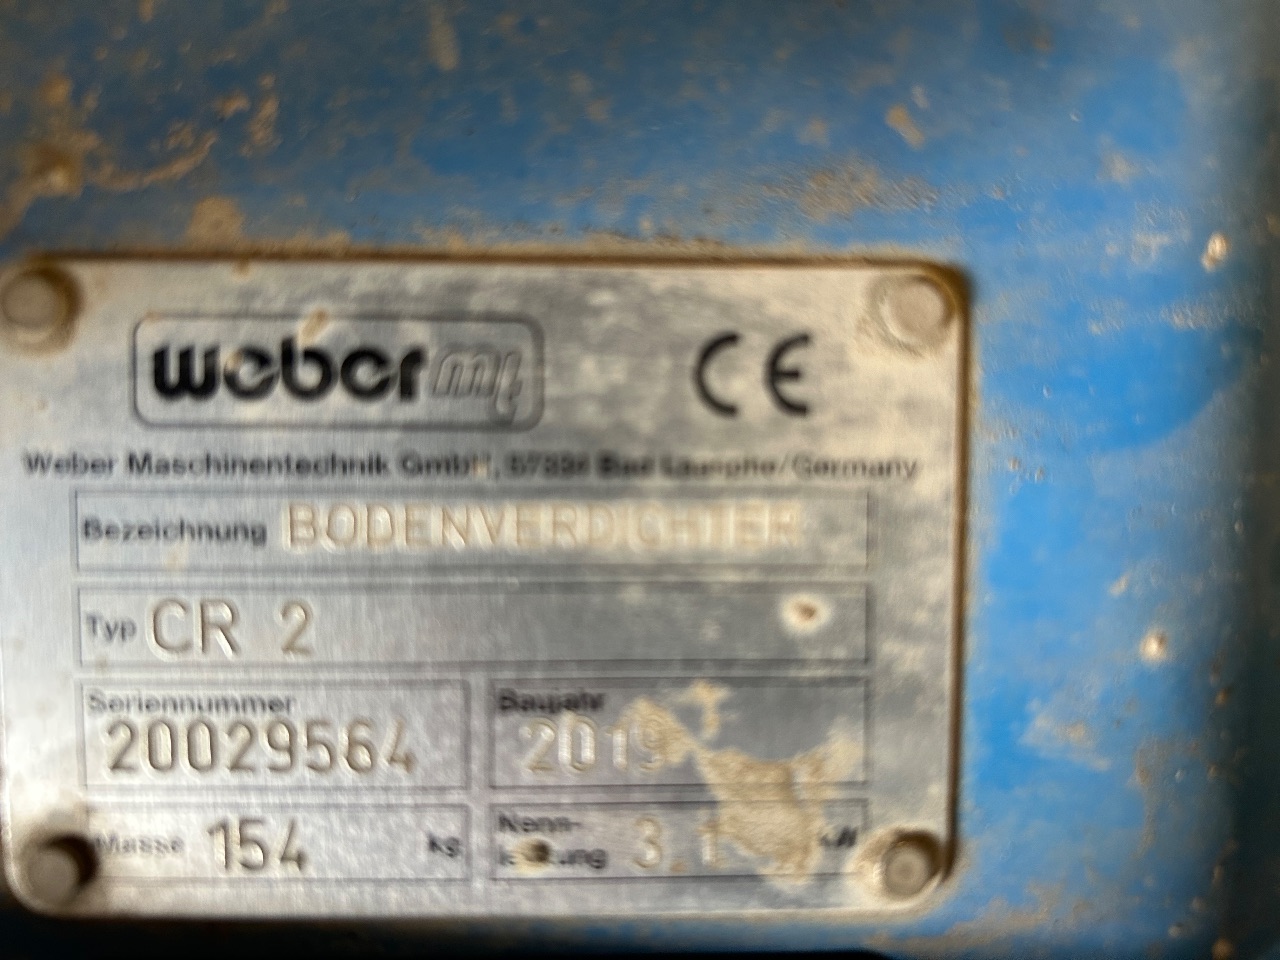 weber mt
CE
Weber Maschinentechnik GmbH, Bad Laasphe/Germany
Bezeichnung BODENVERDICHTER
Typ CR 2
Seriennummer
20029564
Baujahr
2019
Masse 154 kg
Nenn-
leistung 3.1 kW